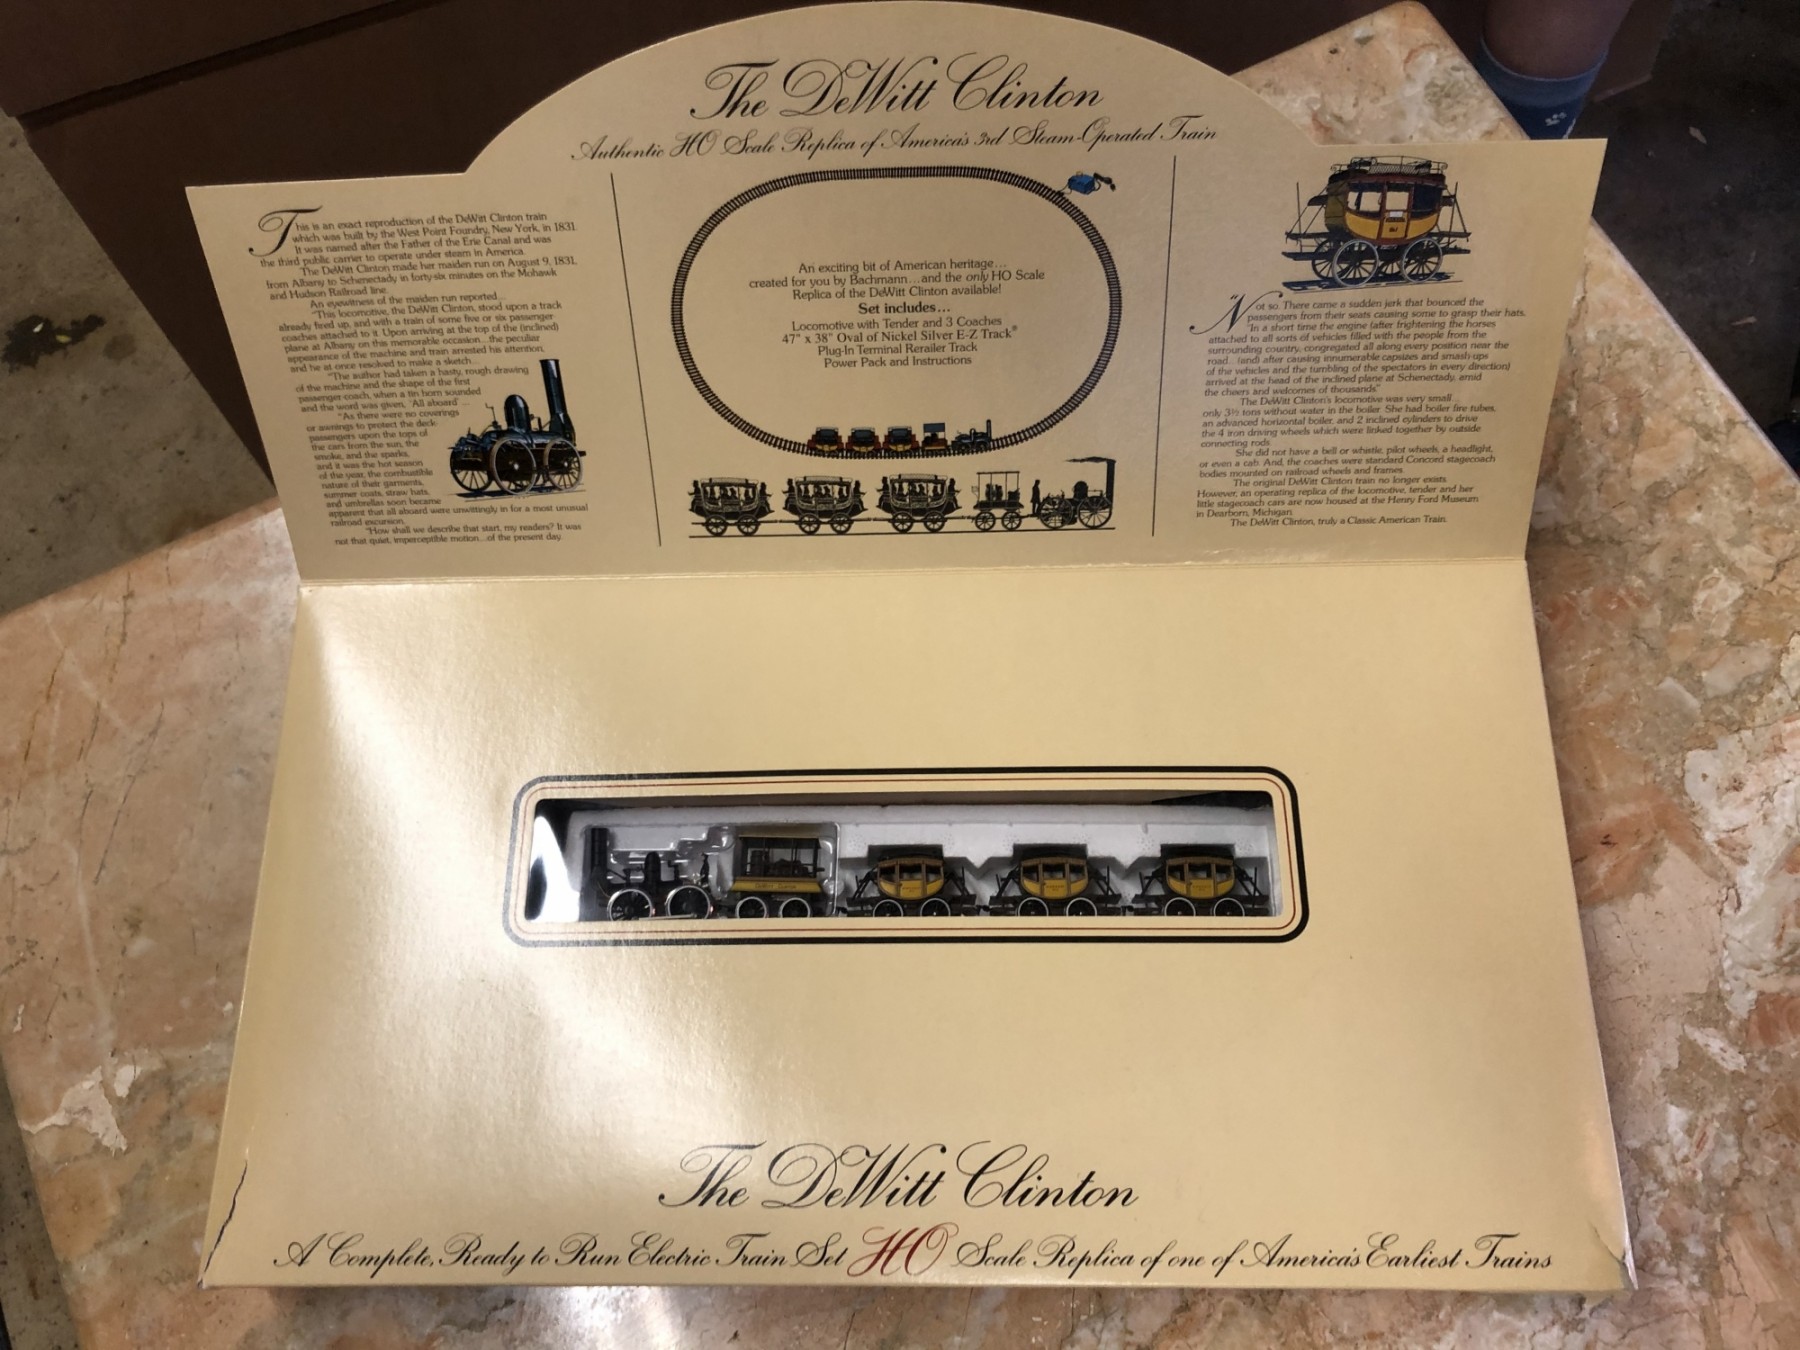 The DeWitt Clinton
Authentic HO Scale Replica of America's 3rd Steam-Operated Train
This is an exact reproduction of the DeWitt Clinton train
which was built by the West Point Foundry, New York, in 1831.
It was named after the Father of the Erie Canal and was
the third public carrier to operate under steam in America.
The DeWitt Clinton made her maiden run on August 9, 1831,
from Albany to Schenectady in forty-six minutes on the Mohawk
and Hudson Railroad line.
An eyewitness of the maiden run reported...
"This locomotive, the DeWitt Clinton, stood upon a track
already fired up, and with a train of some five or six passenger
coaches attached to it. Upon arriving at the top of the (inclined)
plane at Albany on this memorable occasion...the peculiar
appearance of the machine and train arrested his attention,
and he at once resolved to make a sketch...
"The author had taken a hasty, rough drawing
of the machine and the shape of the first
passenger-coach, when a tin horn sounded
and the word was given, 'All aboard' ...
"As there were no coverings
or awnings to protect the deck-
passengers upon the tops of
the cars from the sun, the
smoke, and the sparks,
and it was the hot season
of the year, the combustible
nature of their garments,
summer coats, straw hats,
and umbrellas soon became
apparent that all aboard were unwittingly in for a most unusual
railroad excursion.
"How shall we describe that start, my readers? It was
not that quiet, imperceptible motion...of the present day.
An exciting bit of American heritage...
created for you by Bachmann...and the only HO Scale
Replica of the DeWitt Clinton available!
Set includes...
Locomotive with Tender and 3 Coaches
47" x 38" Oval of Nickel Silver E-Z Track®
Plug-In Terminal Rerailer Track
Power Pack and Instructions
"Not so. There came a sudden jerk that bounced the
passengers from their seats causing some to grasp their hats.
"In a short time the engine (after frightening the horses
attached to all sorts of vehicles filled with the people from the
surrounding country, congregated all along every position near the
road... (and) after causing innumerable capsizes and smash-ups
of the vehicles and the tumbling of the spectators in every direction)
arrived at the head of the inclined plane at Schenectady, amid
the cheers and welcomes of thousands"
The DeWitt Clinton's locomotive was very small...
only 3½ tons without water in the boiler. She had boiler fire tubes,
an advanced horizontal boiler, and 2 inclined cylinders to drive
the 4 iron driving wheels which were linked together by outside
connecting rods.
She did not have a bell or whistle, pilot wheels, a headlight,
or even a cab. And, the coaches were standard Concord stagecoach
bodies mounted on railroad wheels and frames.
The original DeWitt Clinton train no longer exists.
However, an operating replica of the locomotive, tender and her
little stagecoach cars are now housed at the Henry Ford Museum
in Dearborn, Michigan.
The DeWitt Clinton, truly a Classic American Train.
DeWitt Clinton
The DeWitt Clinton
A Complete, Ready to Run Electric Train Set HO Scale Replica of one of America's Earliest Trains